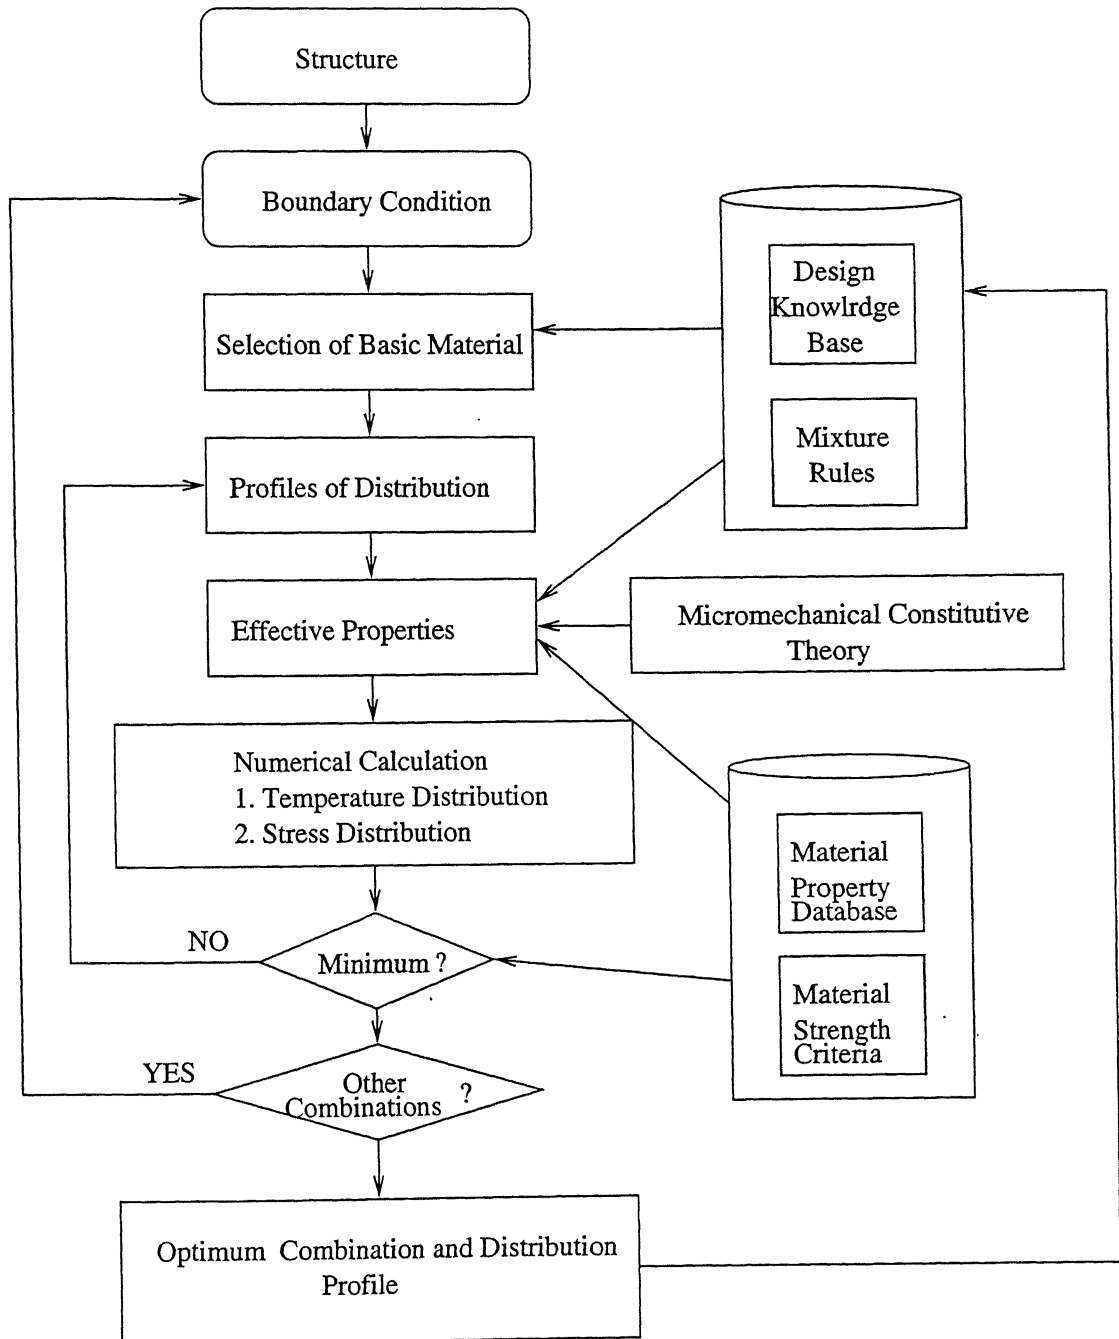 Structure
Boundary Condition
Selection of Basic Material
Profiles of Distribution
Effective Properties
Numerical Calculation
1. Temperature Distribution
2. Stress Distribution
NO
Minimum ?
YES
Other
Combinations ?
Optimum Combination and Distribution
Profile
Design
Knowlrdge
Base
Mixture
Rules
Micromechanical Constitutive
Theory
Material
Property
Database
Material
Strength
Criteria